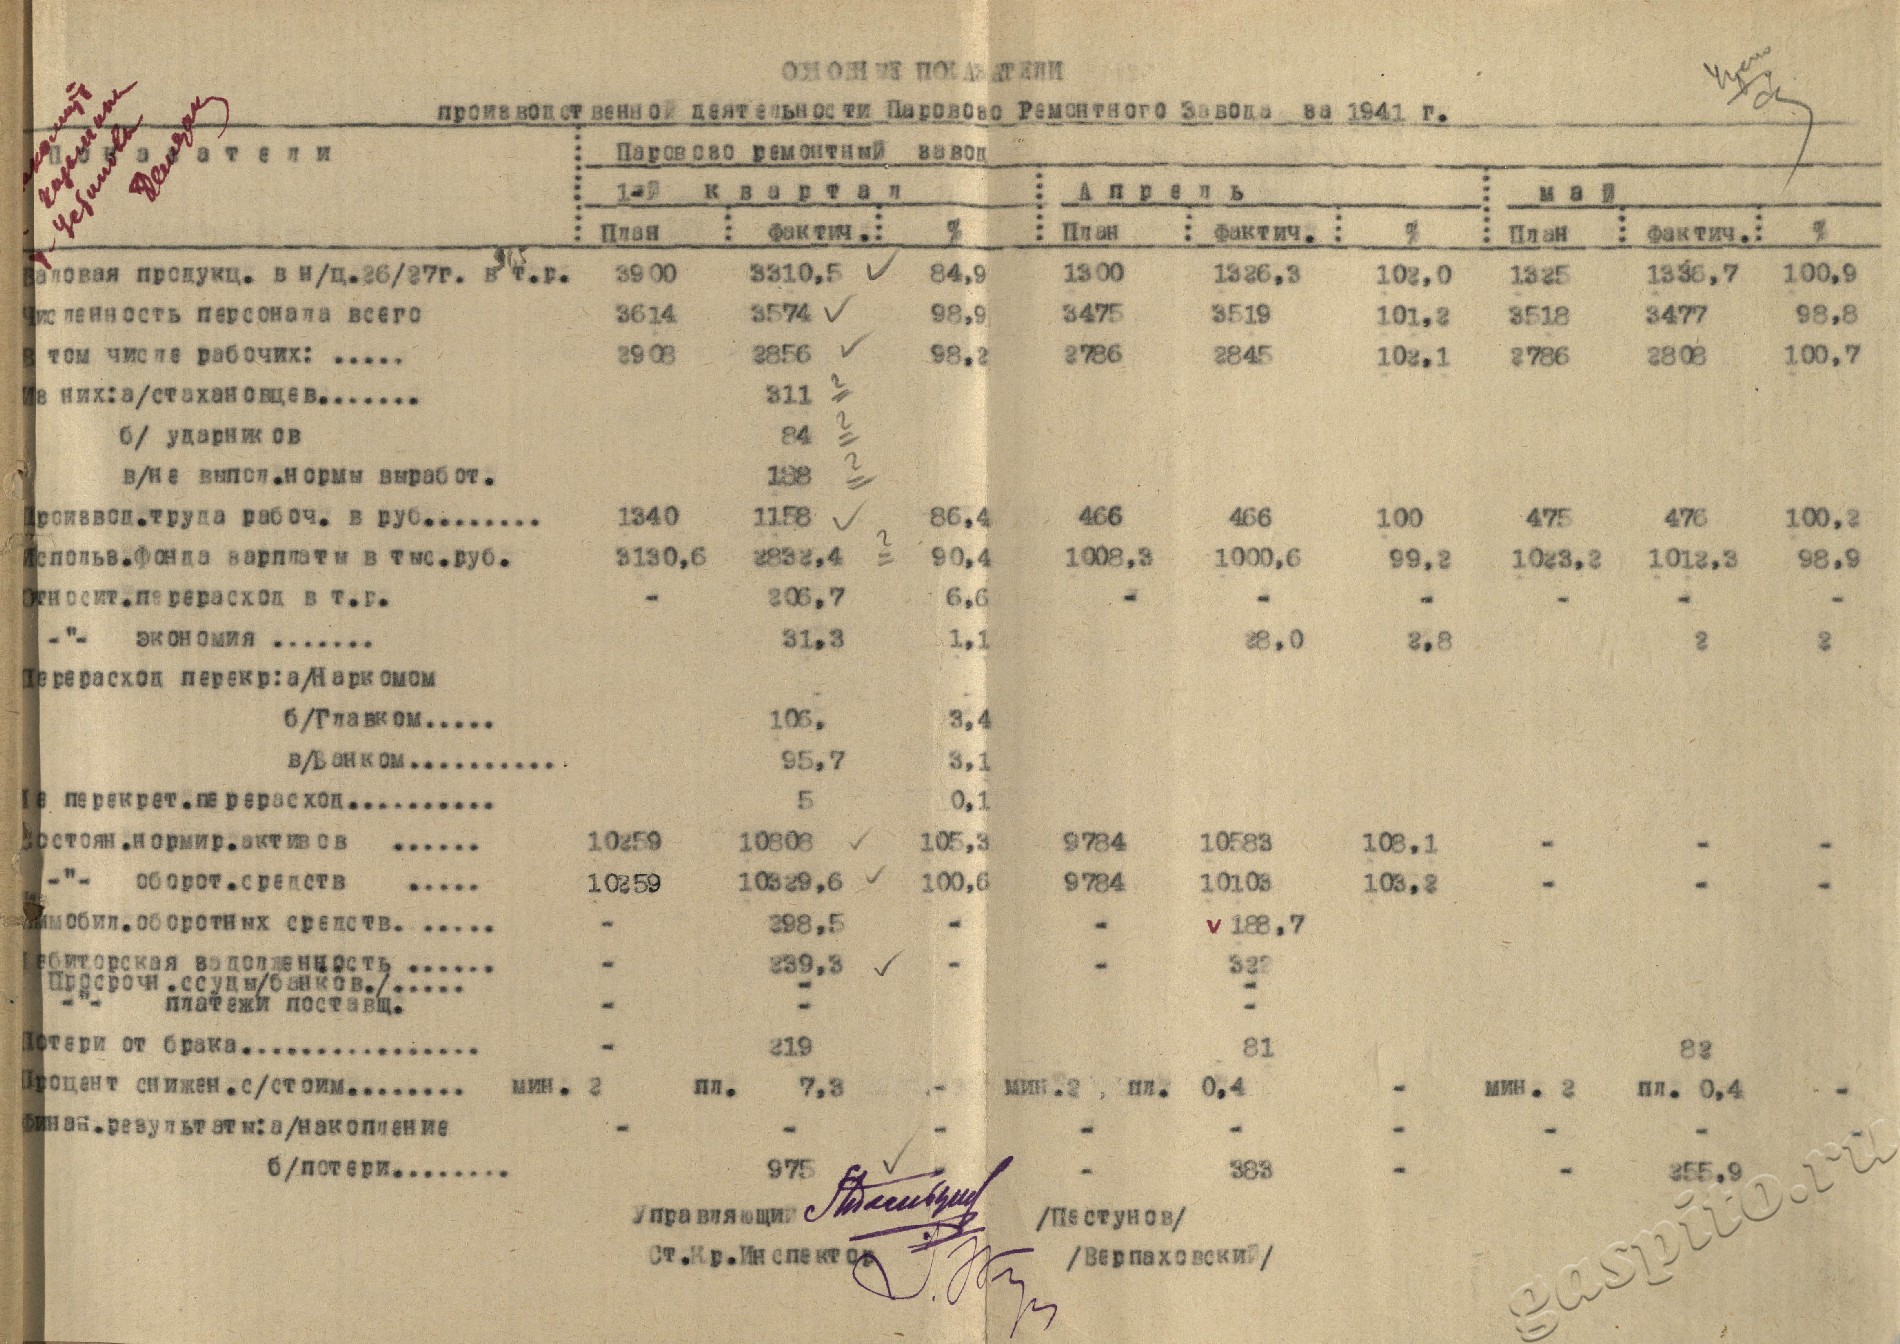 ОСНОВНЫЕ ПОКАЗАТЕЛИ
производственной деятельности Паровозо Ремонтного Завода за 1941 г.
Показатели : Паровозо ремонтный завод
1-й квартал : Апрель : май
: План : Фактич.: % : План : Фактич. : % : План : Фактич.: %
Валовая продукц. в н/ц.26/27г. в т.р. 3900 3310,5 ✓ 84,9 1300 1326,3 102,0 1325 1336,7 100,9
Численность персонала всего 3614 3574 ✓ 98,9 3475 3519 101,2 3518 3477 98,8
в том числе рабочих: ..... 2908 2856 ✓ 98,2 2786 2845 102,1 2786 2808 100,7
Из них:а/стахановцев....... 311 ?
б/ ударников 84 ?
в/не выпол.нормы выработ. 188 ?
Производ.труда рабоч. в руб........ 1340 1158 ✓ 86,4 466 466 100 475 476 100,2
Использ.фонда зарплаты в тыс.руб. 3130,6 2832,4 ? 90,4 1008,3 1000,6 99,2 1023,2 1012,3 98,9
Относит.перерасход в т.р. - 206,7 6,6 - - - - - -
-"- экономия ....... 31,3 1,1 28,0 2,8 2 2
Перерасход перекр:а/Наркомом
б/Главком..... 106. 3,4
в/Банком.......... 95,7 3,1
Не перекрет.перерасход.......... 5 0,1
Состоян.нормир.активов ...... 10259 10808 ✓ 105,3 9784 10583 108,1 - - -
-"- оборот.средств ..... 10259 10329,6 ✓ 100,6 9784 10103 103,2 - - -
Иммобил.оборотных средств. ..... - 298,5 - - v 188,7
Дебиторская задолженность ...... - 239,3 ✓ - - 322
Просрочн.ссуды/банков./..... - -
-"- платежи поставщ. - - -
Потери от брака................ - 219 81 82
Процент снижен.с/стоим........ мин. 2 пл. 7,3 - мин.2 пл. 0,4 - мин. 2 пл. 0,4 -
Финан.результаты:а/накопление - - - - - - - - -
б/потери........ 975 ✓ - - 383 - - 255,9
Управляющий /Пестунов/
Ст.Кр.Инспектор /Верпаховский/
gaspito.ru